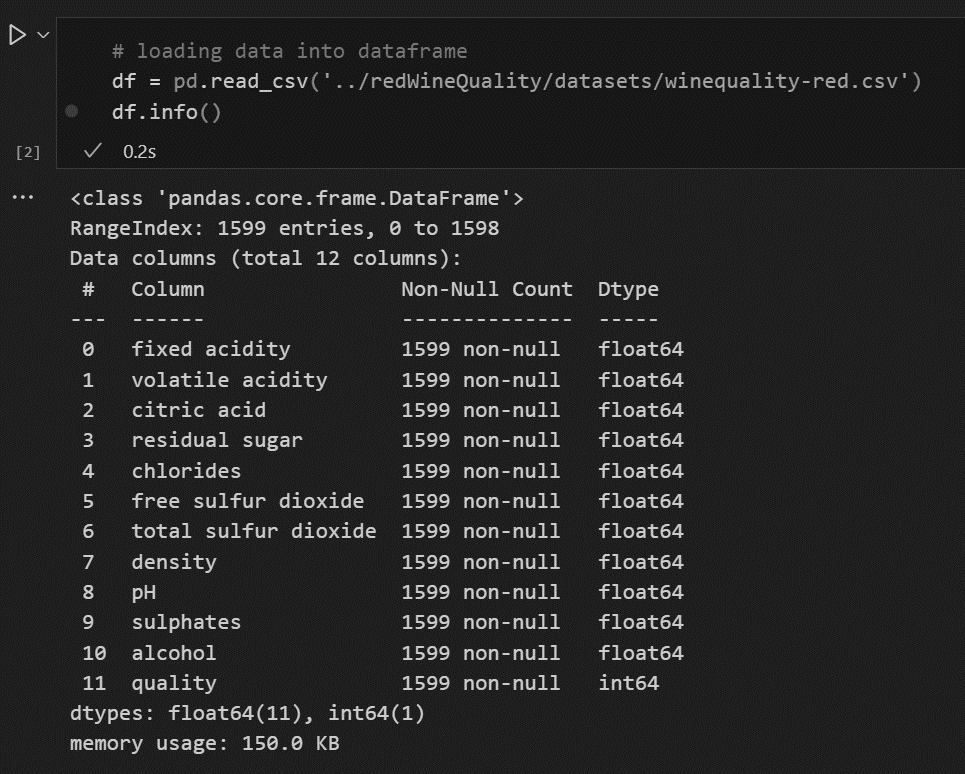 # loading data into dataframe
df = pd.read_csv('../redWineQuality/datasets/winequality-red.csv')
df.info()
[2] 0.2s
... <class 'pandas.core.frame.DataFrame'>
RangeIndex: 1599 entries, 0 to 1598
Data columns (total 12 columns):
 #   Column                Non-Null Count  Dtype
---  ------                --------------  -----
 0   fixed acidity         1599 non-null   float64
 1   volatile acidity      1599 non-null   float64
 2   citric acid           1599 non-null   float64
 3   residual sugar        1599 non-null   float64
 4   chlorides             1599 non-null   float64
 5   free sulfur dioxide   1599 non-null   float64
 6   total sulfur dioxide  1599 non-null   float64
 7   density               1599 non-null   float64
 8   pH                    1599 non-null   float64
 9   sulphates             1599 non-null   float64
 10  alcohol               1599 non-null   float64
 11  quality               1599 non-null   int64
dtypes: float64(11), int64(1)
memory usage: 150.0 KB